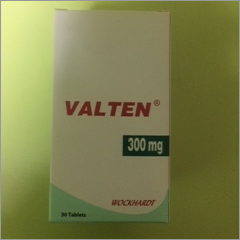 VALTEN®
300 mg
WOCKHARDT
30 Tablets